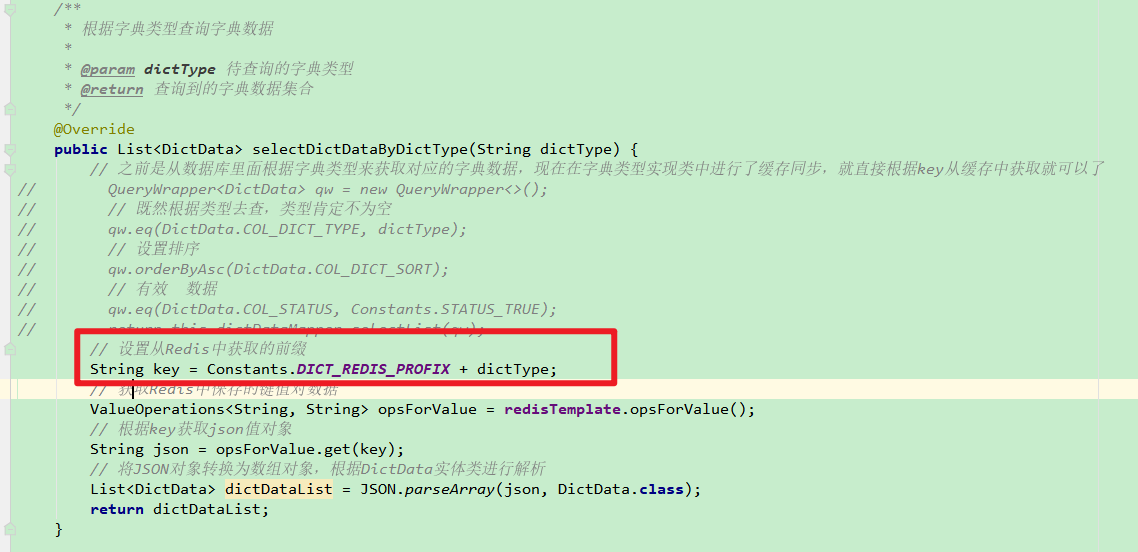 /**
 * 根据字典类型查询字典数据
 *
 * @param dictType 待查询的字典类型
 * @return 查询到的字典数据集合
 */
@Override
public List<DictData> selectDictDataByDictType(String dictType) {
    // 之前是从数据库里面根据字典类型来获取对应的字典数据，现在在字典类型实现类中进行了缓存同步，就直接根据key从缓存中获取就可以了
//        QueryWrapper<DictData> qw = new QueryWrapper<>();
//        // 既然根据类型去查，类型肯定不为空
//        qw.eq(DictData.COL_DICT_TYPE, dictType);
//        // 设置排序
//        qw.orderByAsc(DictData.COL_DICT_SORT);
//        // 有效  数据
//        qw.eq(DictData.COL_STATUS, Constants.STATUS_TRUE);
//        return this.dictDataMapper.selectList(qw);
    // 设置从Redis中获取的前缀
    String key = Constants.DICT_REDIS_PROFIX + dictType;
    // 获取Redis中保存的键值对数据
    ValueOperations<String, String> opsForValue = redisTemplate.opsForValue();
    // 根据key获取json值对象
    String json = opsForValue.get(key);
    // 将JSON对象转换为数组对象，根据DictData实体类进行解析
    List<DictData> dictDataList = JSON.parseArray(json, DictData.class);
    return dictDataList;
}